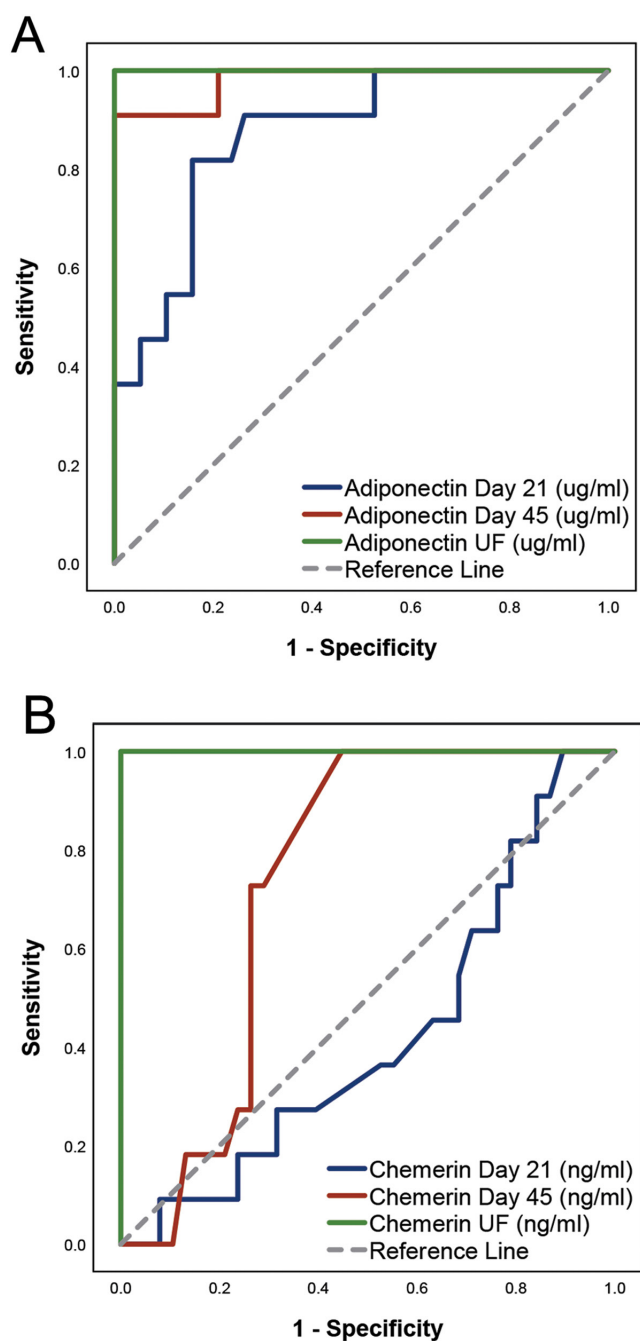 A
1.0
0.8
0.6
0.4
0.2
0.0
Sensitivity
Adiponectin Day 21 (ug/ml)
Adiponectin Day 45 (ug/ml)
Adiponectin UF (ug/ml)
Reference Line
0.0 0.2 0.4 0.6 0.8 1.0
1 - Specificity
B
1.0
0.8
0.6
0.4
0.2
0.0
Sensitivity
Chemerin Day 21 (ng/ml)
Chemerin Day 45 (ng/ml)
Chemerin UF (ng/ml)
Reference Line
0.0 0.2 0.4 0.6 0.8 1.0
1 - Specificity